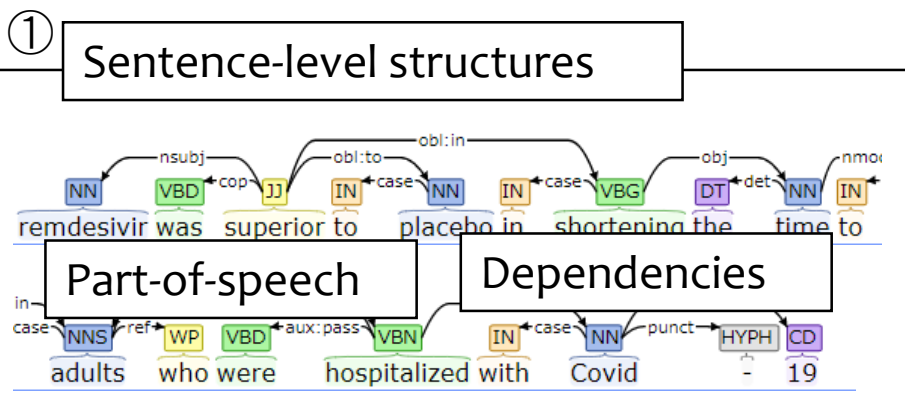 ①
Sentence-level structures
obl:in
nsubj obl:to obj nmod
cop case case det
NN VBD JJ IN NN IN VBG DT NN IN
remdesivir was superior to placebo in shortening the time to
Part-of-speech Dependencies
in
case ref aux:pass case punct
NNS WP VBD VBN IN NN HYPH CD
adults who were hospitalized with Covid - 19